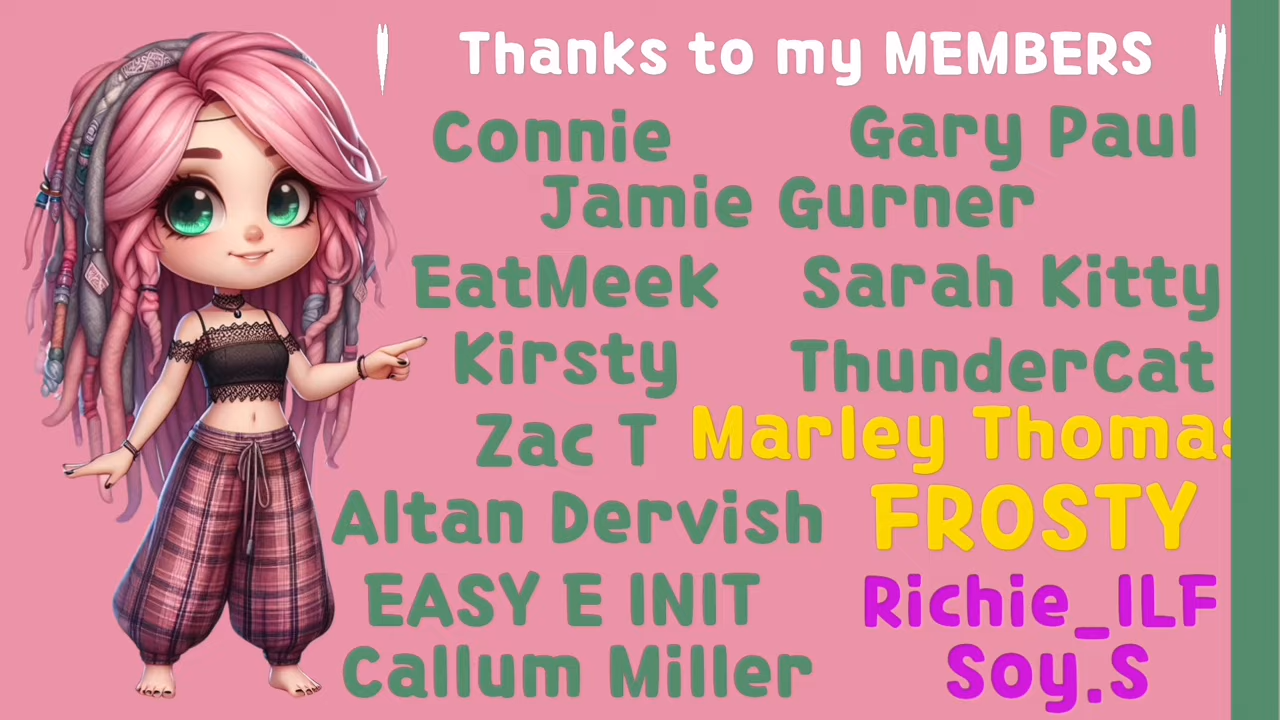 Thanks to my MEMBERS
Connie
Gary Paul
Jamie Gurner
EatMeek
Sarah Kitty
Kirsty
ThunderCat
Zac T
Marley Thomas
Altan Dervish
FROSTY
EASY E INIT
Richie_ILF
Callum Miller
Soy.S